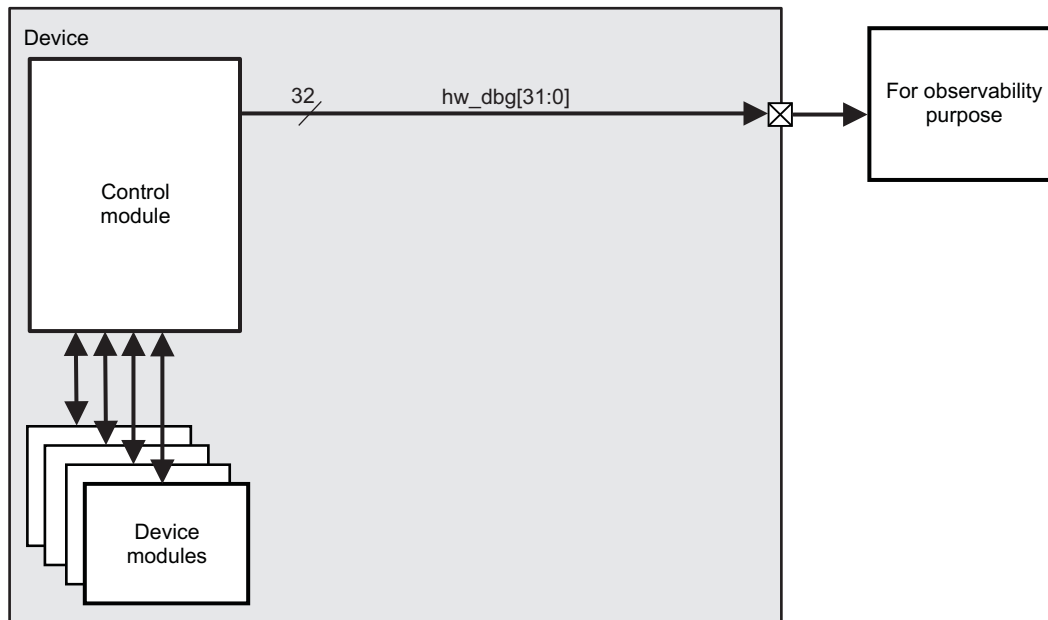 Device
32
hw_dbg[31:0]
For observability
purpose
Control
module
Device
modules